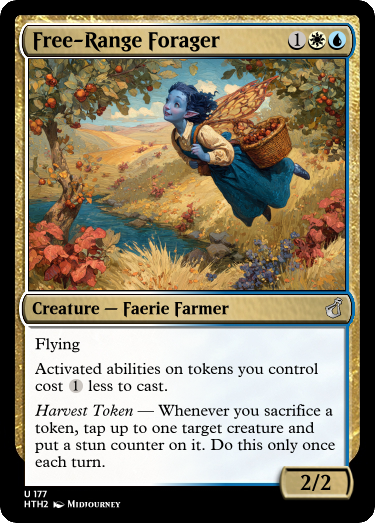 Free-Range Forager 1
Creature — Faerie Farmer
Flying
Activated abilities on tokens you control
cost 1 less to cast.
Harvest Token — Whenever you sacrifice a
token, tap up to one target creature and
put a stun counter on it. Do this only once
each turn.
2/2
U 177
HTH2 Midjourney